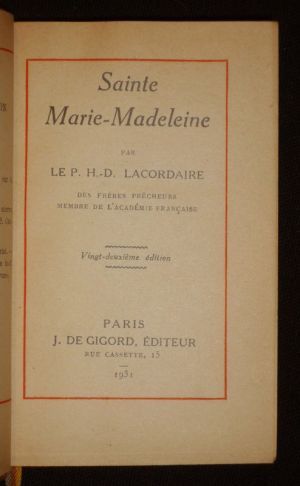 Sainte
Marie-Madeleine
PAR
LE P. H.-D. LACORDAIRE
DES FRÈRES PRÊCHEURS
MEMBRE DE L'ACADÉMIE FRANÇAISE
Vingt-deuxième édition
PARIS
J. DE GIGORD, ÉDITEUR
RUE CASSETTE, 15
1931